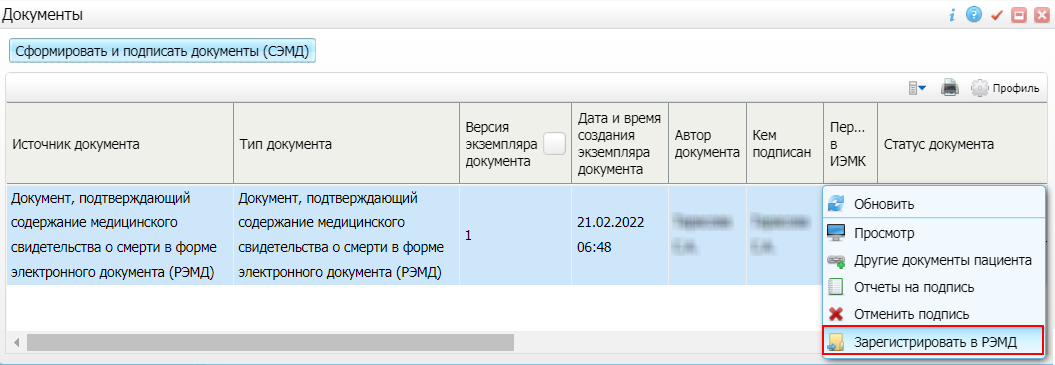 Документы
Сформировать и подписать документы (СЭМД)
Профиль
Источник документа
Тип документа
Версия
экземпляра
документа
Дата и время
создания
экземпляра
документа
Автор
документа
Кем
подписан
Пер...
в
ИЭМК
Статус документа
Документ, подтверждающий
содержание медицинского
свидетельства о смерти в форме
электронного документа (РЭМД)
Документ, подтверждающий
содержание медицинского
свидетельства о смерти в форме
электронного документа (РЭМД)
1
21.02.2022
06:48
Обновить
Просмотр
Другие документы пациента
Отчеты на подпись
Отменить подпись
Зарегистрировать в РЭМД